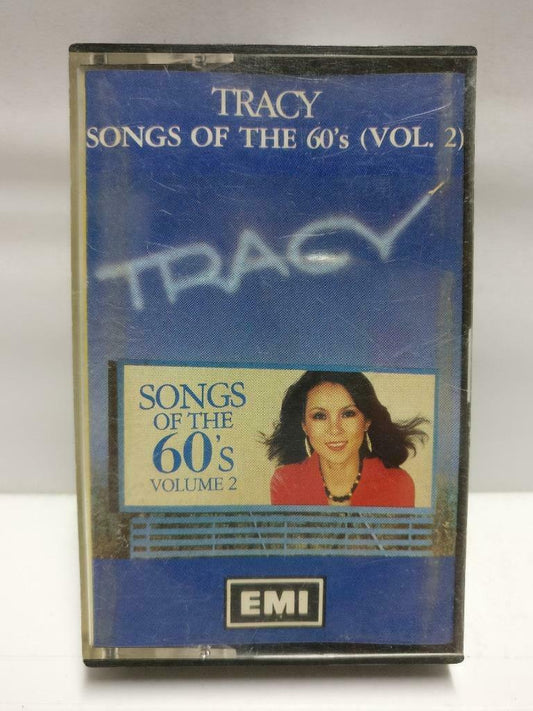 TRACY
SONGS OF THE 60's (VOL. 2)
TRACY
SONGS
OF THE
60's
VOLUME 2
EMI